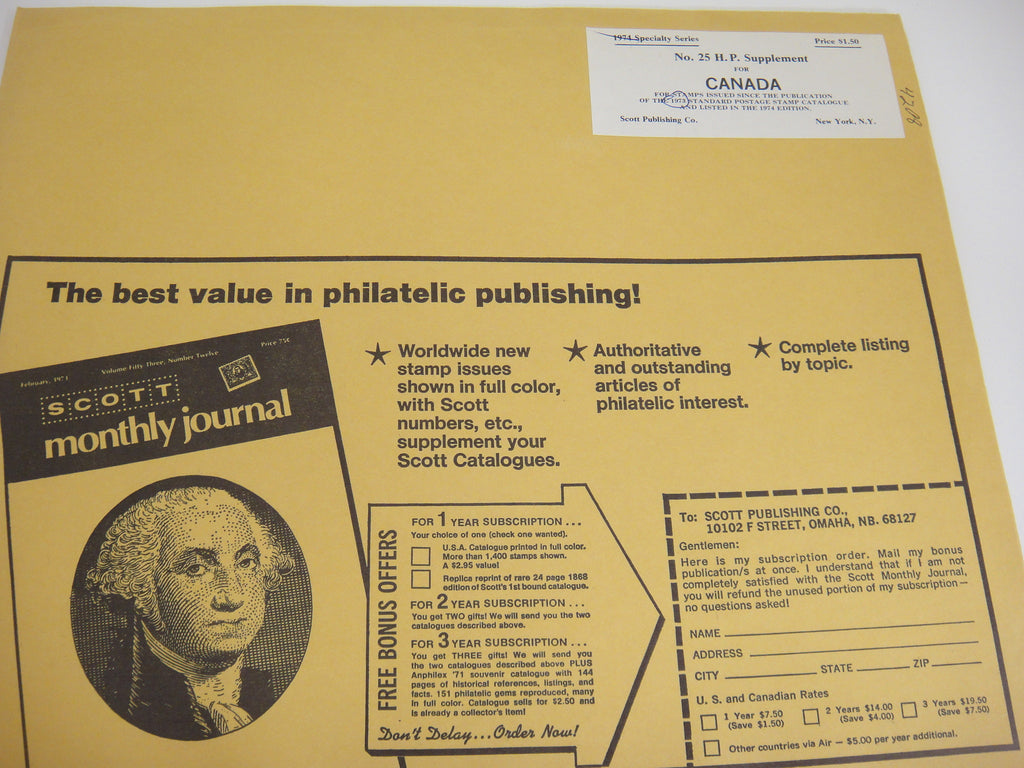 1974 Specialty Series Price $1.50
No. 25 H.P. Supplement
FOR
CANADA
FOR STAMPS ISSUED SINCE THE PUBLICATION
OF THE 1973 STANDARD POSTAGE STAMP CATALOGUE
AND LISTED IN THE 1974 EDITION.
Scott Publishing Co. New York, N.Y.
The best value in philatelic publishing!
February, 1973 Volume Fifty Three, Number Twelve Price 75¢
SCOTT
monthly journal
Worldwide new
stamp issues
shown in full color,
with Scott
numbers, etc.,
supplement your
Scott Catalogues.
Authoritative
and outstanding
articles of
philatelic interest.
Complete listing
by topic.
FREE BONUS OFFERS
FOR 1 YEAR SUBSCRIPTION ...
Your choice of one (check one wanted).
U.S.A. Catalogue printed in full color.
More than 1,400 stamps shown.
A $2.95 value!
Replica reprint of rare 24 page 1868
edition of Scott's 1st bound catalogue.
FOR 2 YEAR SUBSCRIPTION ...
You get TWO gifts! We will send you the two
catalogues described above.
FOR 3 YEAR SUBSCRIPTION ...
You get THREE gifts! We will send you
the two catalogues described above PLUS
Anphilex '71 souvenir catalogue with 144
pages of historical references, listings, and
facts. 151 philatelic gems reproduced, many
in full color. Catalogue sells for $2.50 and
is already a collector's item!
Don't Delay...Order Now!
To: SCOTT PUBLISHING CO.,
10102 F STREET, OMAHA, NB. 68127
Gentlemen:
Here is my subscription order. Mail my bonus
publication/s at once. I understand that if I am not
completely satisfied with the Scott Monthly Journal,
you will refund the unused portion of my subscription—
no questions asked!
NAME
ADDRESS
CITY STATE ZIP
U.S. and Canadian Rates
1 Year $7.50 2 Years $14.00 3 Years $19.50
(Save $1.50) (Save $4.00) (Save $7.50)
Other countries via Air — $5.00 per year additional.